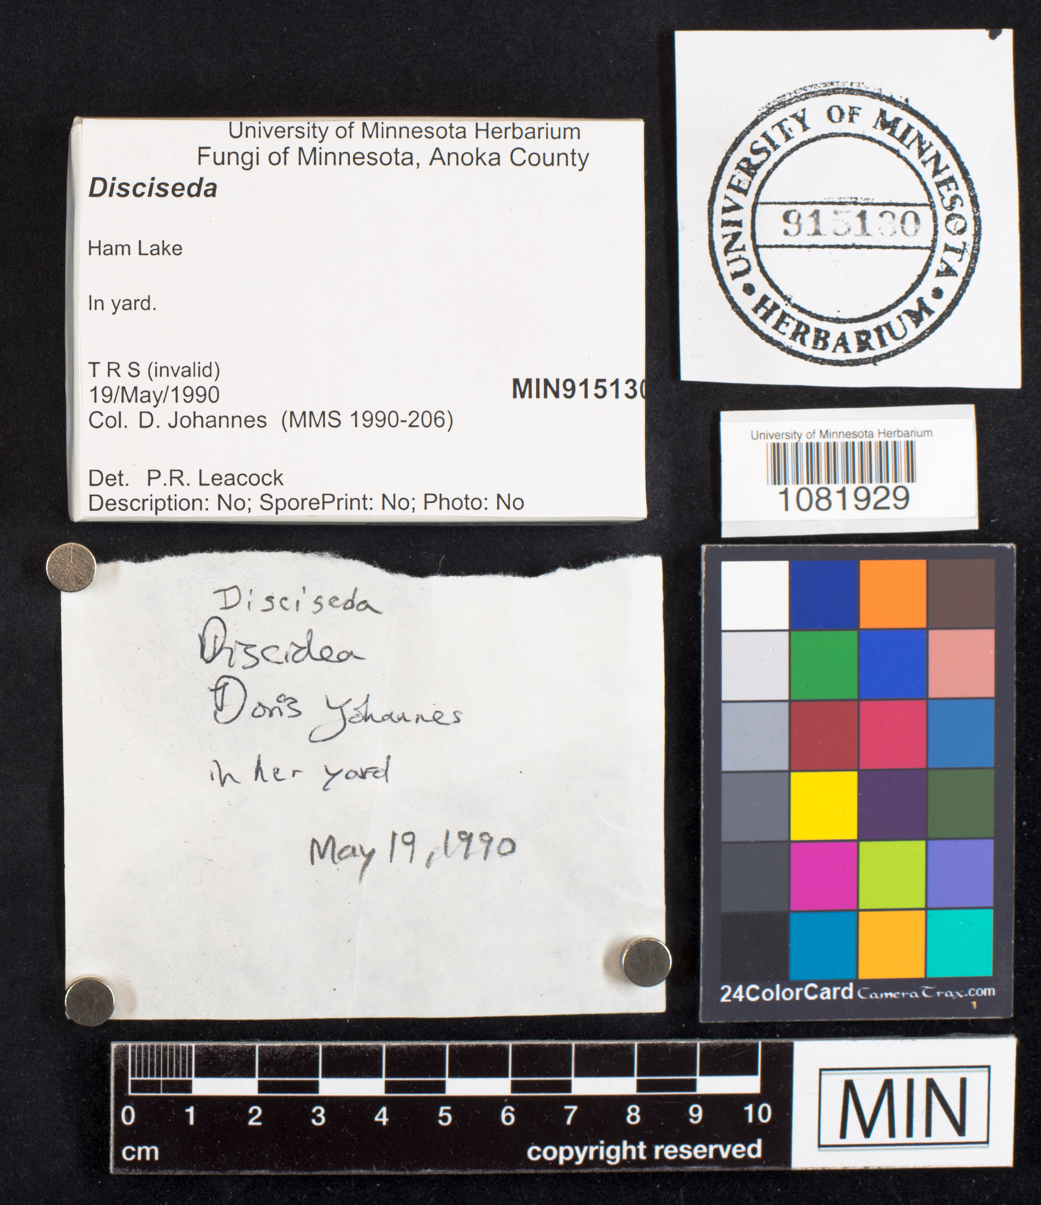 University of Minnesota Herbarium
Fungi of Minnesota, Anoka County
Disciseda
Ham Lake
In yard.
T R S (invalid)
19/May/1990
MIN915130
Col. D. Johannes (MMS 1990-206)
Det. P.R. Leacock
Description: No; SporePrint: No; Photo: No
UNIVERSITY OF MINNESOTA
915130
• HERBARIUM •
University of Minnesota Herbarium
1081929
Disciseda
Discidea
Doris Johannes
in her yard
May 19, 1990
24ColorCard CameraTrax.com
1
0 1 2 3 4 5 6 7 8 9 10
cm
copyright reserved
MIN